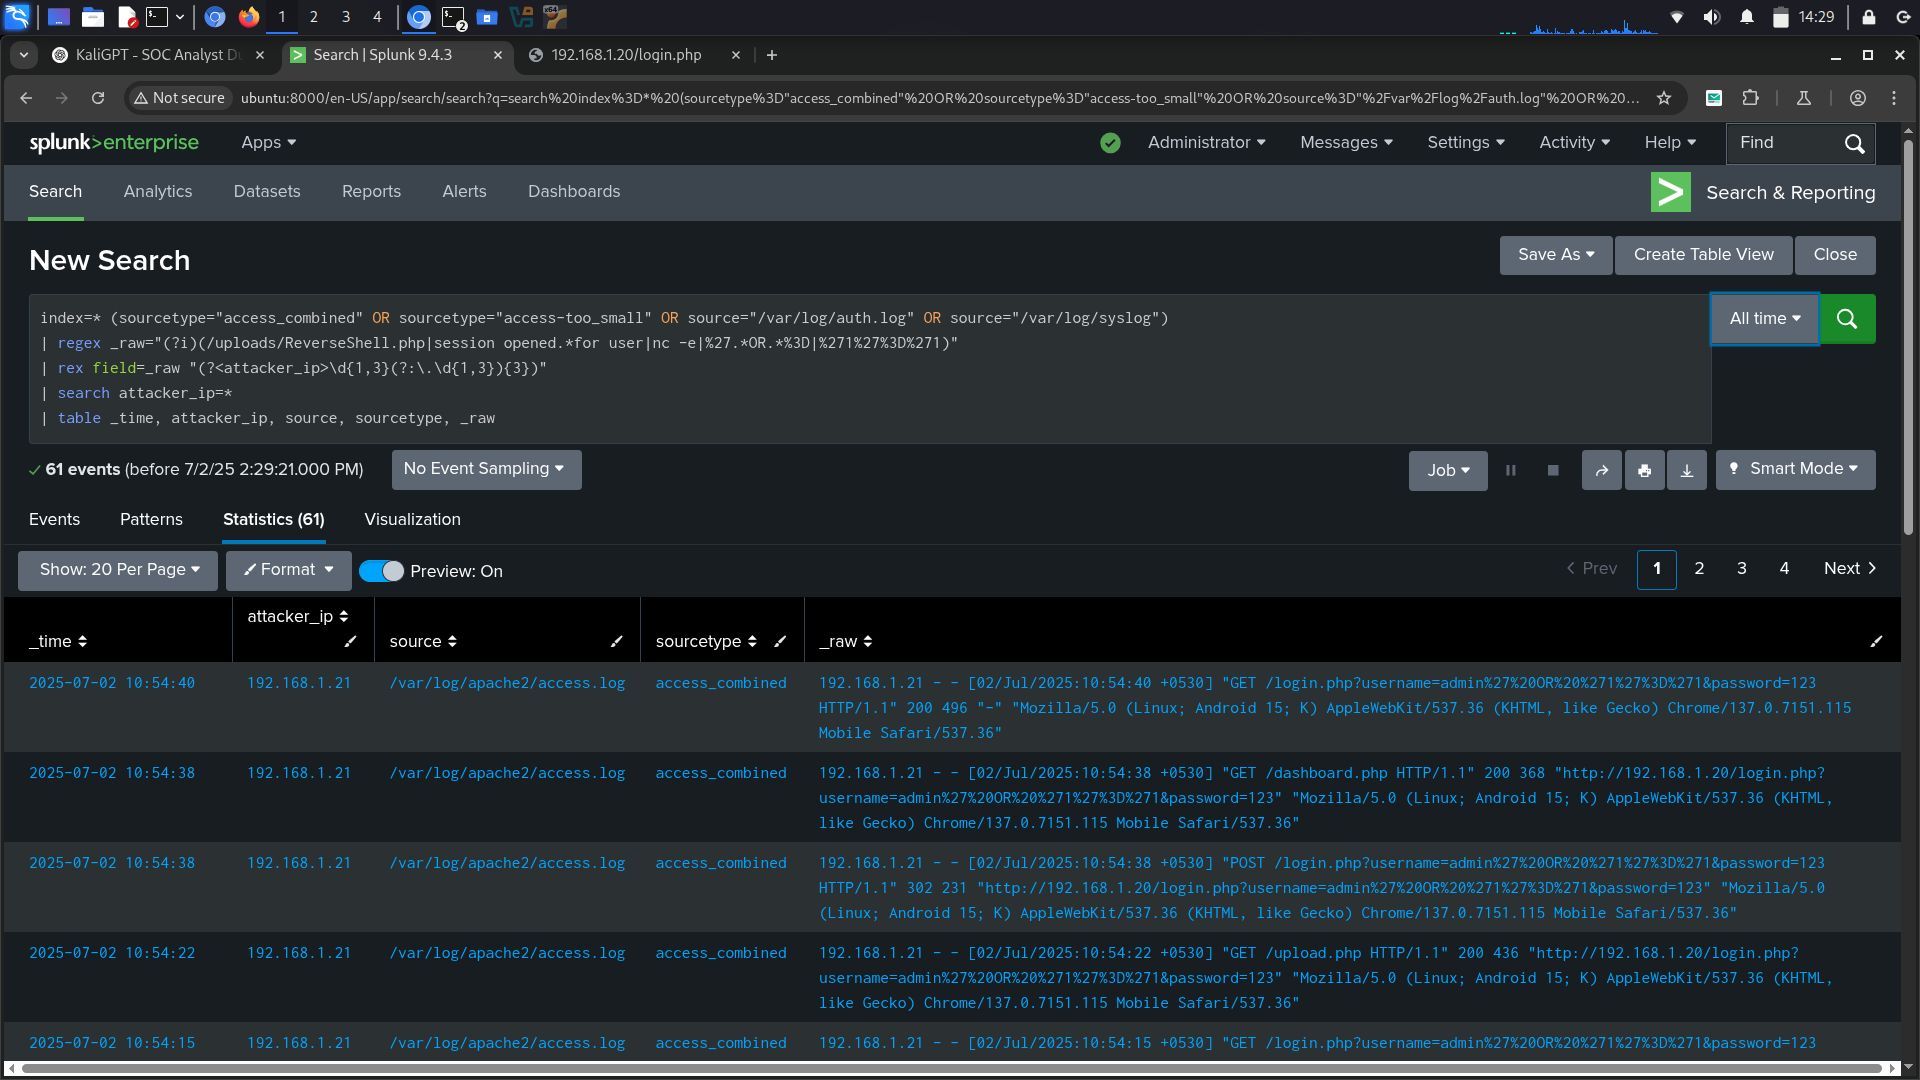 1 2 3 4 2 14:29
KaliGPT - SOC Analyst Du Search | Splunk 9.4.3 192.168.1.20/login.php
Not secure ubuntu:8000/en-US/app/search/search?q=search%20index%3D*%20(sourcetype%3D"access_combined"%20OR%20sourcetype%3D"access-too_small"%20OR%20source%3D"%2Fvar%2Flog%2Fauth.log"%20OR%20...
splunk>enterprise Apps Administrator Messages Settings Activity Help Find
Search Analytics Datasets Reports Alerts Dashboards Search & Reporting
New Search Save As Create Table View Close
index=* (sourcetype="access_combined" OR sourcetype="access-too_small" OR source="/var/log/auth.log" OR source="/var/log/syslog") All time
| regex _raw="(?i)(/uploads/ReverseShell.php|session opened.*for user|nc -e|%27.*OR.*%3D|%271%27%3D%271)"
| rex field=_raw "(?<attacker_ip>\d{1,3}(?:\.\d{1,3}){3})"
| search attacker_ip=*
| table _time, attacker_ip, source, sourcetype, _raw
61 events (before 7/2/25 2:29:21.000 PM) No Event Sampling Job Smart Mode
Events Patterns Statistics (61) Visualization
Show: 20 Per Page Format Preview: On Prev 1 2 3 4 Next
_time attacker_ip source sourcetype _raw
2025-07-02 10:54:40 192.168.1.21 /var/log/apache2/access.log access_combined 192.168.1.21 - - [02/Jul/2025:10:54:40 +0530] "GET /login.php?username=admin%27%20OR%20%271%27%3D%271&password=123
HTTP/1.1" 200 496 "-" "Mozilla/5.0 (Linux; Android 15; K) AppleWebKit/537.36 (KHTML, like Gecko) Chrome/137.0.7151.115
Mobile Safari/537.36"
2025-07-02 10:54:38 192.168.1.21 /var/log/apache2/access.log access_combined 192.168.1.21 - - [02/Jul/2025:10:54:38 +0530] "GET /dashboard.php HTTP/1.1" 200 368 "http://192.168.1.20/login.php?
username=admin%27%20OR%20%271%27%3D%271&password=123" "Mozilla/5.0 (Linux; Android 15; K) AppleWebKit/537.36 (KHTML,
like Gecko) Chrome/137.0.7151.115 Mobile Safari/537.36"
2025-07-02 10:54:38 192.168.1.21 /var/log/apache2/access.log access_combined 192.168.1.21 - - [02/Jul/2025:10:54:38 +0530] "POST /login.php?username=admin%27%20OR%20%271%27%3D%271&password=123
HTTP/1.1" 302 231 "http://192.168.1.20/login.php?username=admin%27%20OR%20%271%27%3D%271&password=123" "Mozilla/5.0
(Linux; Android 15; K) AppleWebKit/537.36 (KHTML, like Gecko) Chrome/137.0.7151.115 Mobile Safari/537.36"
2025-07-02 10:54:22 192.168.1.21 /var/log/apache2/access.log access_combined 192.168.1.21 - - [02/Jul/2025:10:54:22 +0530] "GET /upload.php HTTP/1.1" 200 436 "http://192.168.1.20/login.php?
username=admin%27%20OR%20%271%27%3D%271&password=123" "Mozilla/5.0 (Linux; Android 15; K) AppleWebKit/537.36 (KHTML,
like Gecko) Chrome/137.0.7151.115 Mobile Safari/537.36"
2025-07-02 10:54:15 192.168.1.21 /var/log/apache2/access.log access_combined 192.168.1.21 - - [02/Jul/2025:10:54:15 +0530] "GET /login.php?username=admin%27%20OR%20%271%27%3D%271&password=123